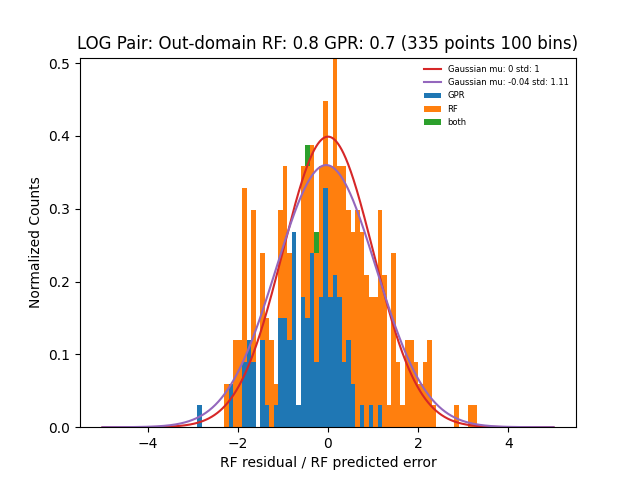 LOG Pair: Out-domain RF: 0.8 GPR: 0.7 (335 points 100 bins)
Gaussian mu: 0 std: 1
Gaussian mu: -0.04 std: 1.11
GPR
RF
both
Normalized Counts
0.5
0.4
0.3
0.2
0.1
0.0
−4
−2
0
2
4
RF residual / RF predicted error